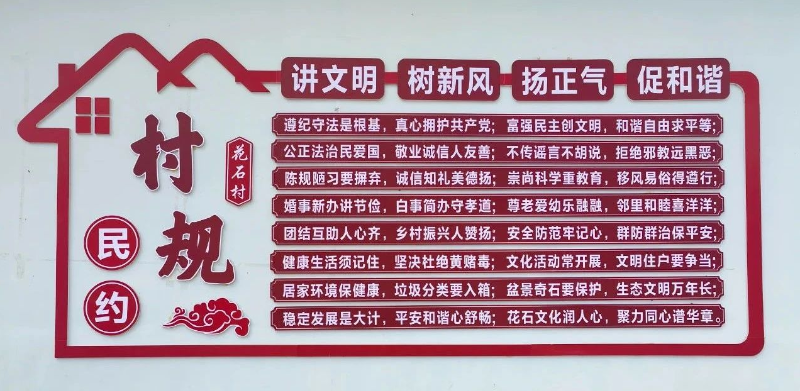 讲文明 树新风 扬正气 促和谐
村规
花石村
民约
遵纪守法是根基，真心拥护共产党；富强民主创文明，和谐自由求平等；
公正法治民爱国，敬业诚信人友善；不传谣言不胡说，拒绝邪教远黑恶；
陈规陋习要摒弃，诚信知礼美德扬；崇尚科学重教育，移风易俗得遵行；
婚事新办讲节俭，白事简办守孝道；尊老爱幼乐融融，邻里和睦喜洋洋；
团结互助人心齐，乡村振兴人赞扬；安全防范牢记心，群防群治保平安；
健康生活须记住，坚决杜绝黄赌毒；文化活动常开展，文明住户要争当；
居家环境保健康，垃圾分类要入箱；盆景奇石要保护，生态文明万年长；
稳定发展是大计，平安和谐心舒畅；花石文化润人心，聚力同心谱华章。